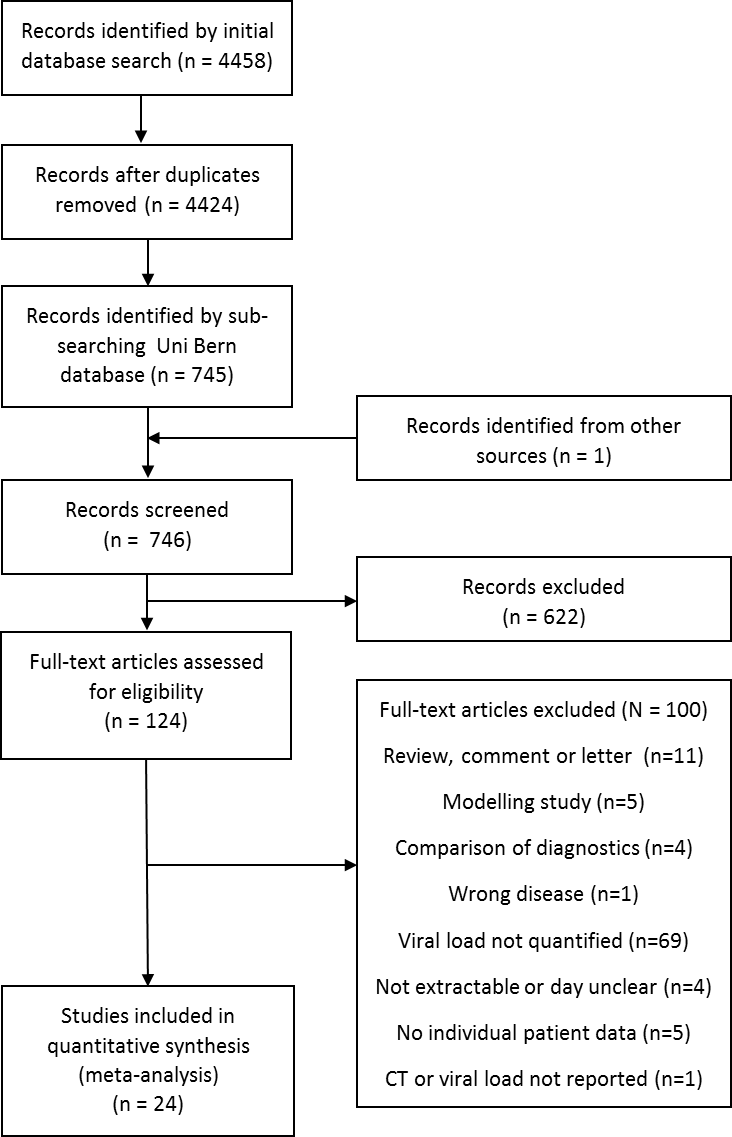 Records identified by initial
database search (n = 4458)
Records after duplicates
removed (n = 4424)
Records identified by sub-
searching Uni Bern
database (n = 745)
Records identified from other
sources (n = 1)
Records screened
(n = 746)
Records excluded
(n = 622)
Full-text articles assessed
for eligibility
(n = 124)
Full-text articles excluded (N = 100)
Review, comment or letter (n=11)
Modelling study (n=5)
Comparison of diagnostics (n=4)
Wrong disease (n=1)
Viral load not quantified (n=69)
Not extractable or day unclear (n=4)
No individual patient data (n=5)
CT or viral load not reported (n=1)
Studies included in
quantitative synthesis
(meta-analysis)
(n = 24)